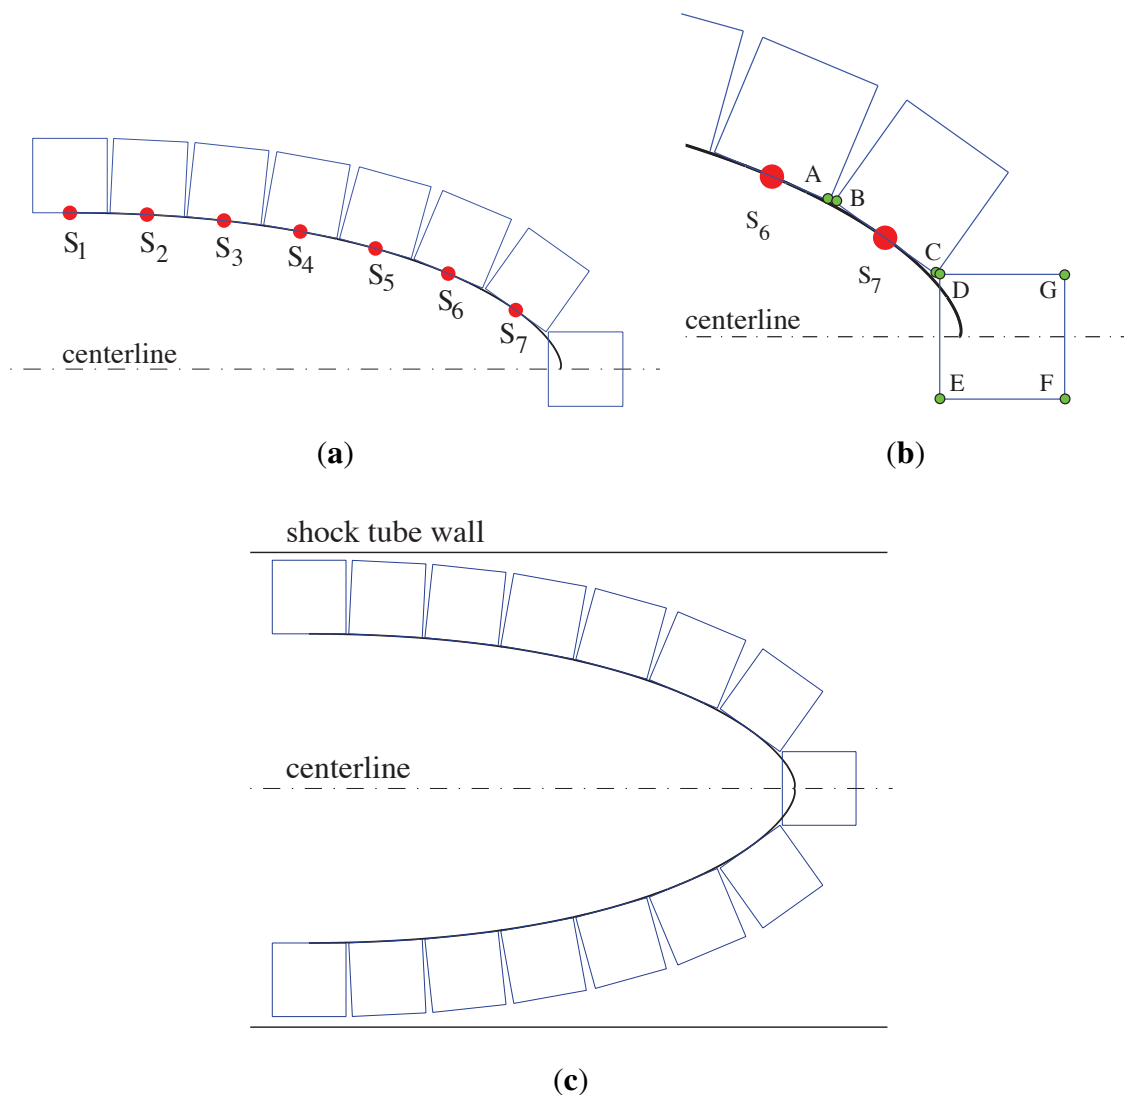 S1
S2
S3
S4
S5
S6
S7
centerline
(a)
A
B
S6
S7
C
D
G
centerline
E
F
(b)
shock tube wall
centerline
(c)